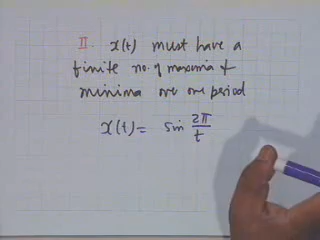 II. x(t) must have a
finite no. of maxima &
minima over one period
x(t) = sin 2π/t